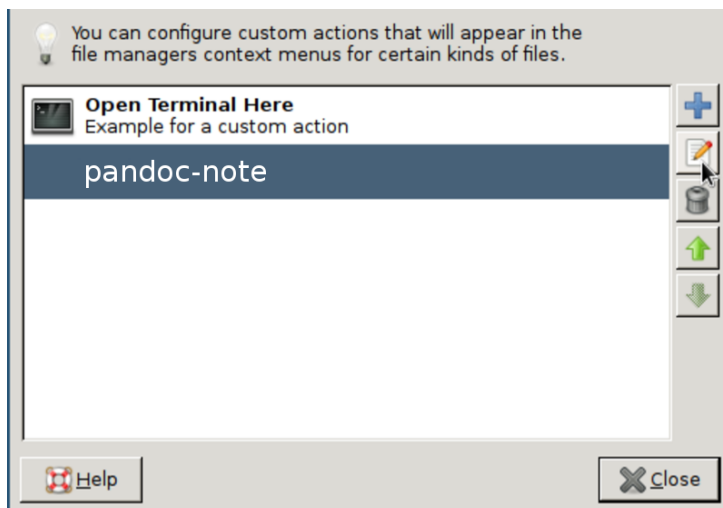 You can configure custom actions that will appear in the
file managers context menus for certain kinds of files.
Open Terminal Here
Example for a custom action
pandoc-note
Help
Close